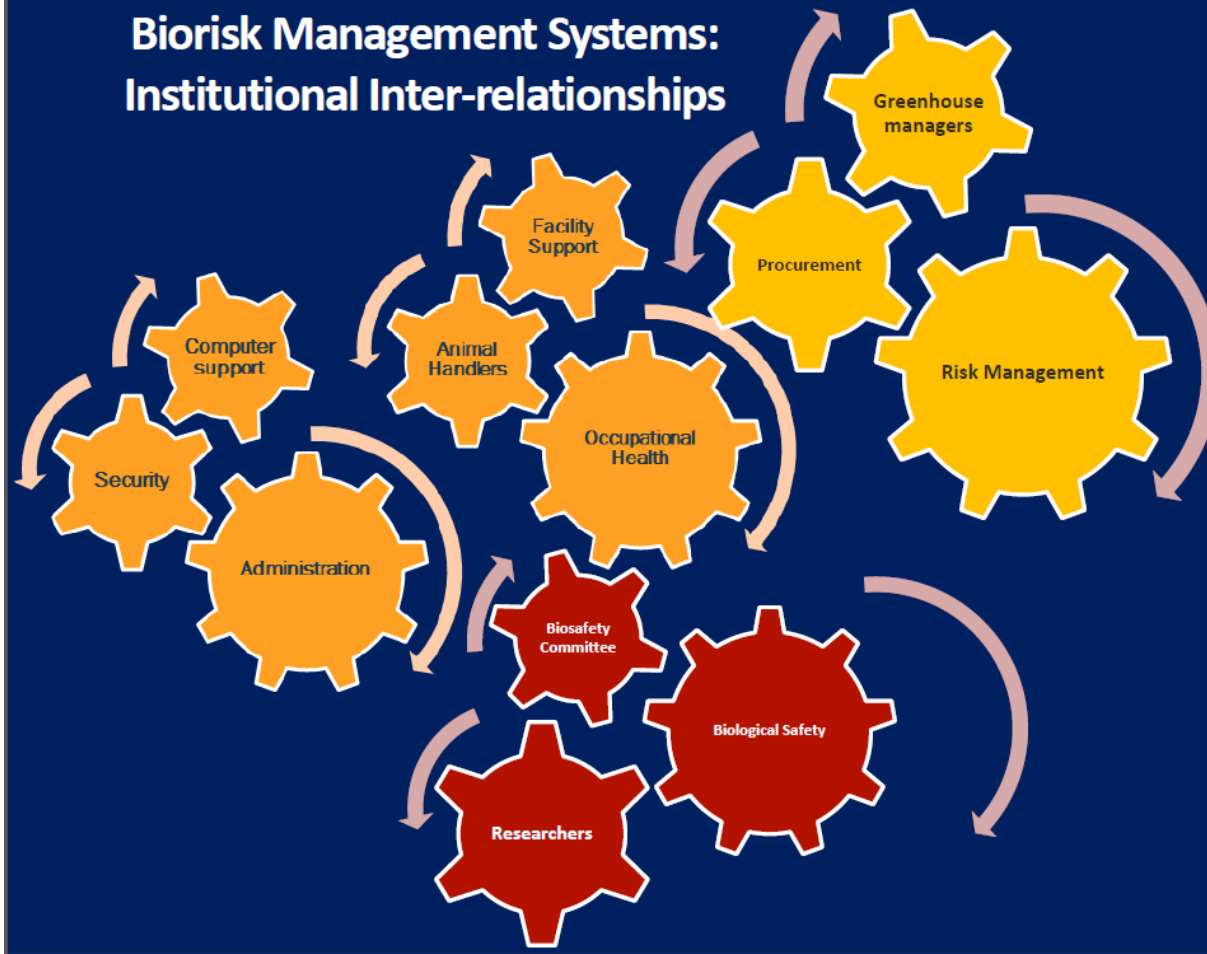 Biorisk Management Systems:
Institutional Inter-relationships
Greenhouse
managers
Procurement
Risk Management
Facility
Support
Animal
Handlers
Occupational
Health
Computer
support
Security
Administration
Biosafety
Committee
Biological Safety
Researchers